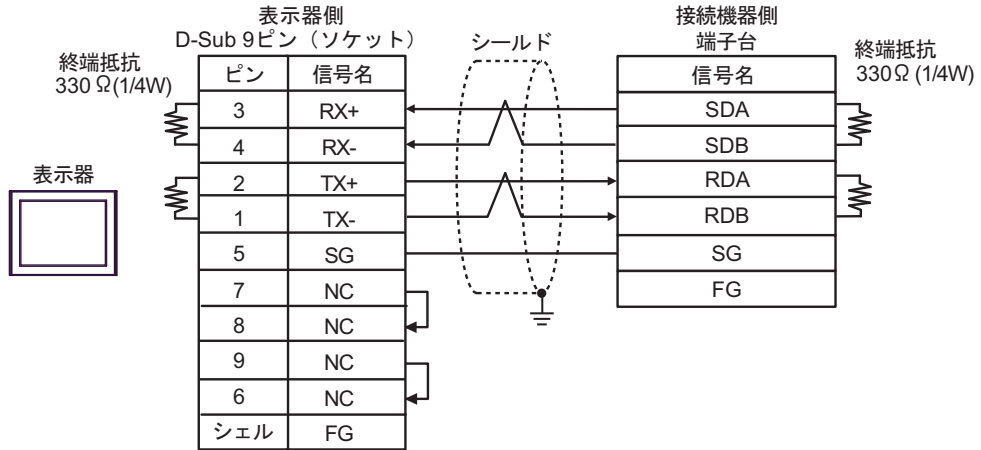 表示器側
D-Sub 9ピン（ソケット）
シールド
接続機器側
端子台
終端抵抗
330 Ω(1/4W)
終端抵抗
330Ω (1/4W)
表示器
ピン 信号名
3 RX+
4 RX-
2 TX+
1 TX-
5 SG
7 NC
8 NC
9 NC
6 NC
シェル FG
信号名
SDA
SDB
RDA
RDB
SG
FG